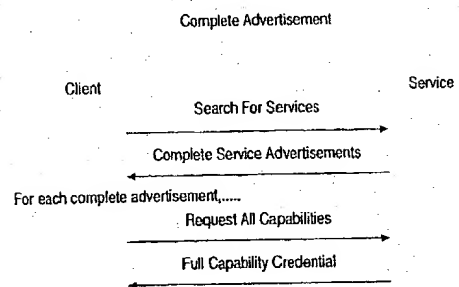 Complete Advertisement
Client
Service
Search For Services
Complete Service Advertisements
For each complete advertisement,.....
Request All Capabilities
Full Capability Credential